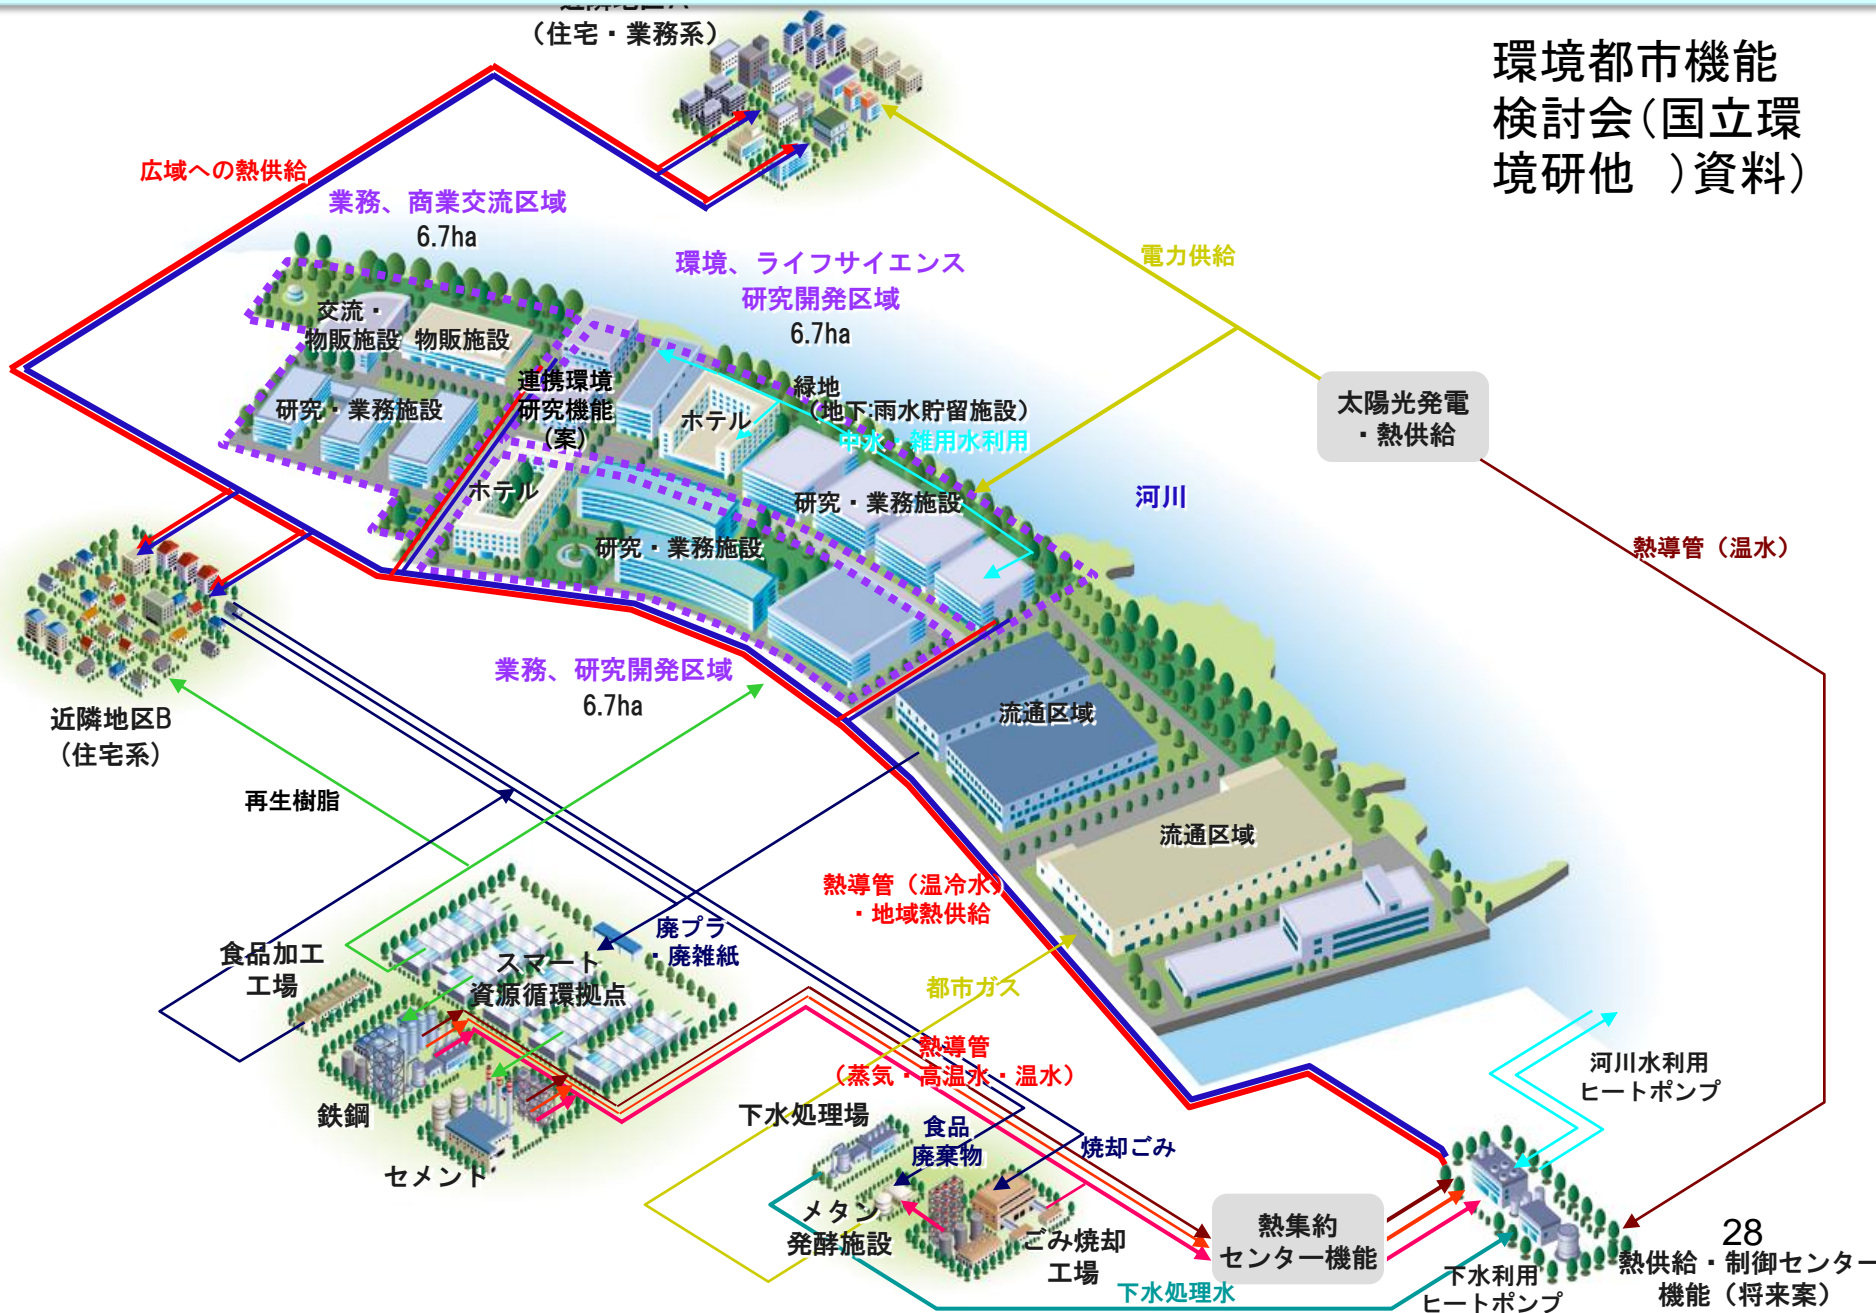 近隣地区A
（住宅・業務系）
環境都市機能
検討会（国立環
境研他　）資料）
広域への熱供給
業務、商業交流区域
6.7ha
環境、ライフサイエンス
研究開発区域
6.7ha
電力供給
交流・
物販施設
物販施設
連携環境
研究機能
（案）
研究・業務施設
ホテル
緑地
（地下:雨水貯留施設）
中水・雑用水利用
太陽光発電
・熱供給
ホテル
研究・業務施設
河川
研究・業務施設
熱導管（温水）
業務、研究開発区域
6.7ha
近隣地区B
（住宅系）
流通区域
再生樹脂
流通区域
熱導管（温冷水）
・地域熱供給
廃プラ
・廃雑紙
食品加工
工場
スマート
資源循環拠点
都市ガス
熱導管
（蒸気・高温水・温水）
河川水利用
ヒートポンプ
鉄鋼
下水処理場
食品
廃棄物
焼却ごみ
セメント
メタン
発酵施設
ごみ焼却
工場
熱集約
センター機能
下水処理水
下水利用
ヒートポンプ
28
熱供給・制御センター
機能（将来案）